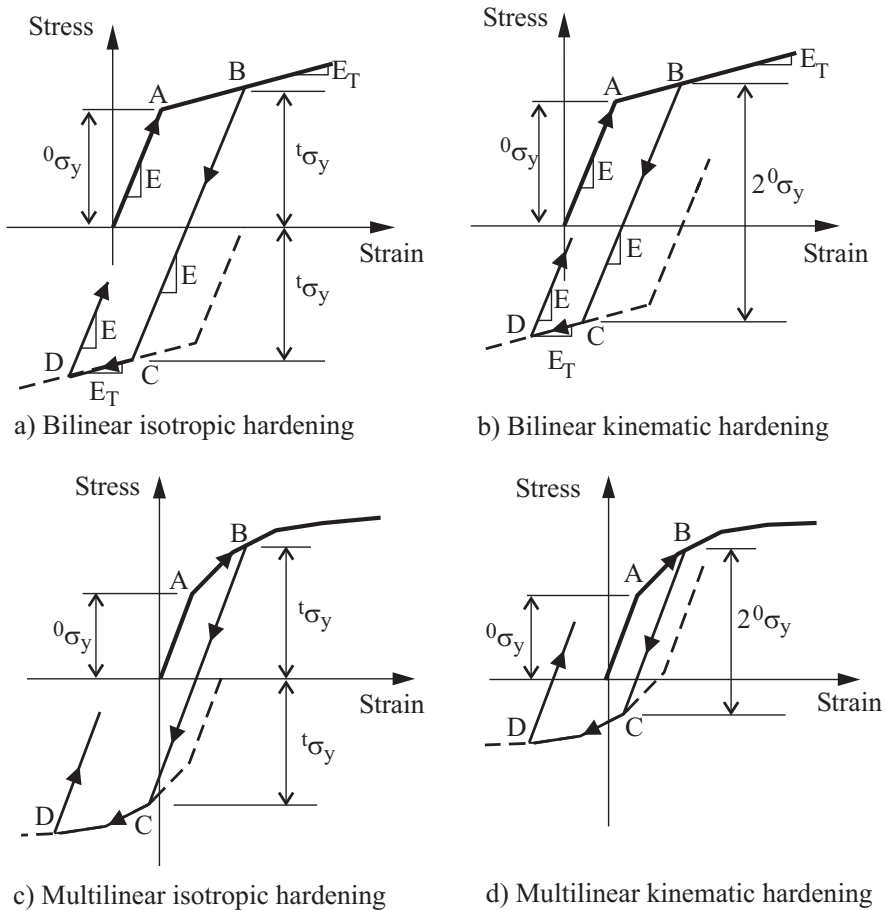 Stress
A
B
E_T
⁰σ_y
E
ᵗσ_y
Strain
E
ᵗσ_y
E
D
C
E_T
a) Bilinear isotropic hardening
Stress
A
B
E_T
⁰σ_y
E
2⁰σ_y
Strain
E
E
D
C
E_T
b) Bilinear kinematic hardening
Stress
B
A
⁰σ_y
ᵗσ_y
Strain
ᵗσ_y
D
C
c) Multilinear isotropic hardening
Stress
B
A
⁰σ_y
2⁰σ_y
Strain
D
C
d) Multilinear kinematic hardening